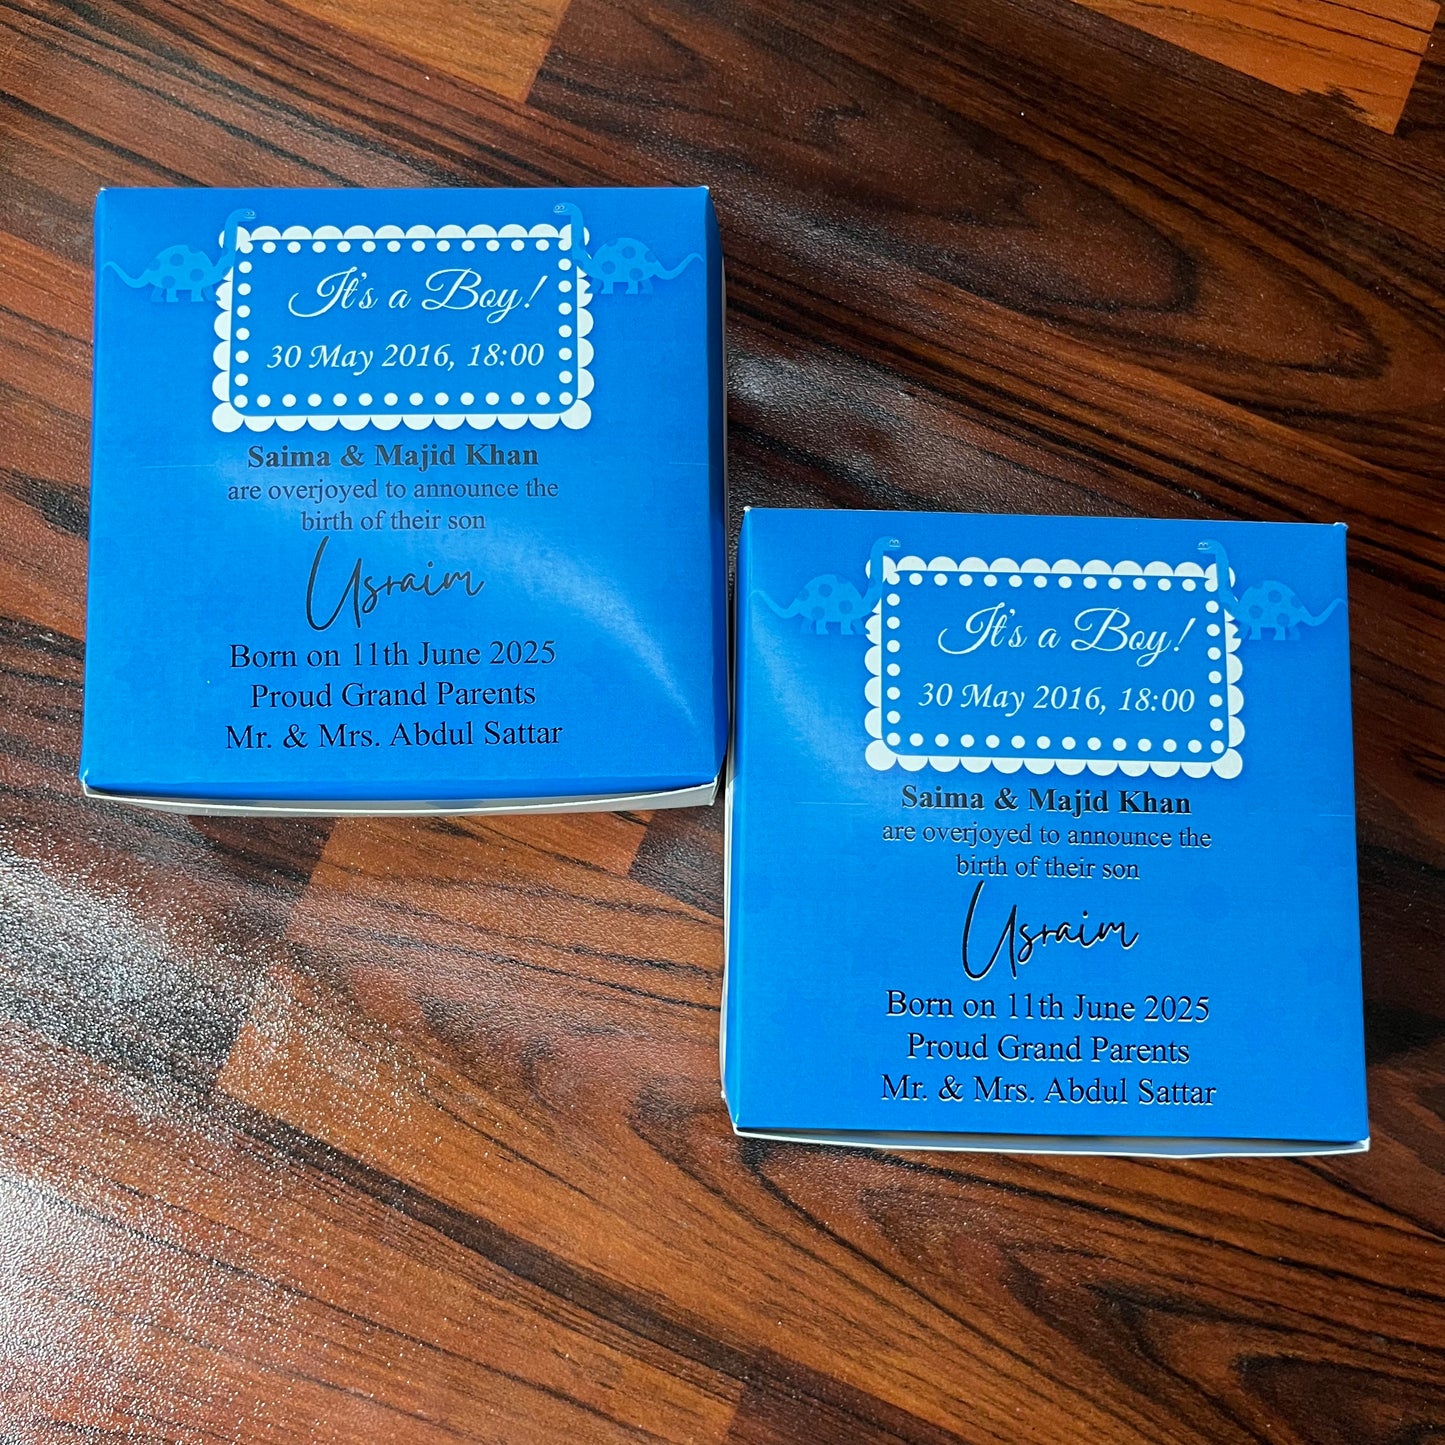 It's a Boy!
30 May 2016, 18:00
Saima & Majid Khan
are overjoyed to announce the
birth of their son
Usraim
Born on 11th June 2025
Proud Grand Parents
Mr. & Mrs. Abdul Sattar
It's a Boy!
30 May 2016, 18:00
Saima & Majid Khan
are overjoyed to announce the
birth of their son
Usraim
Born on 11th June 2025
Proud Grand Parents
Mr. & Mrs. Abdul Sattar